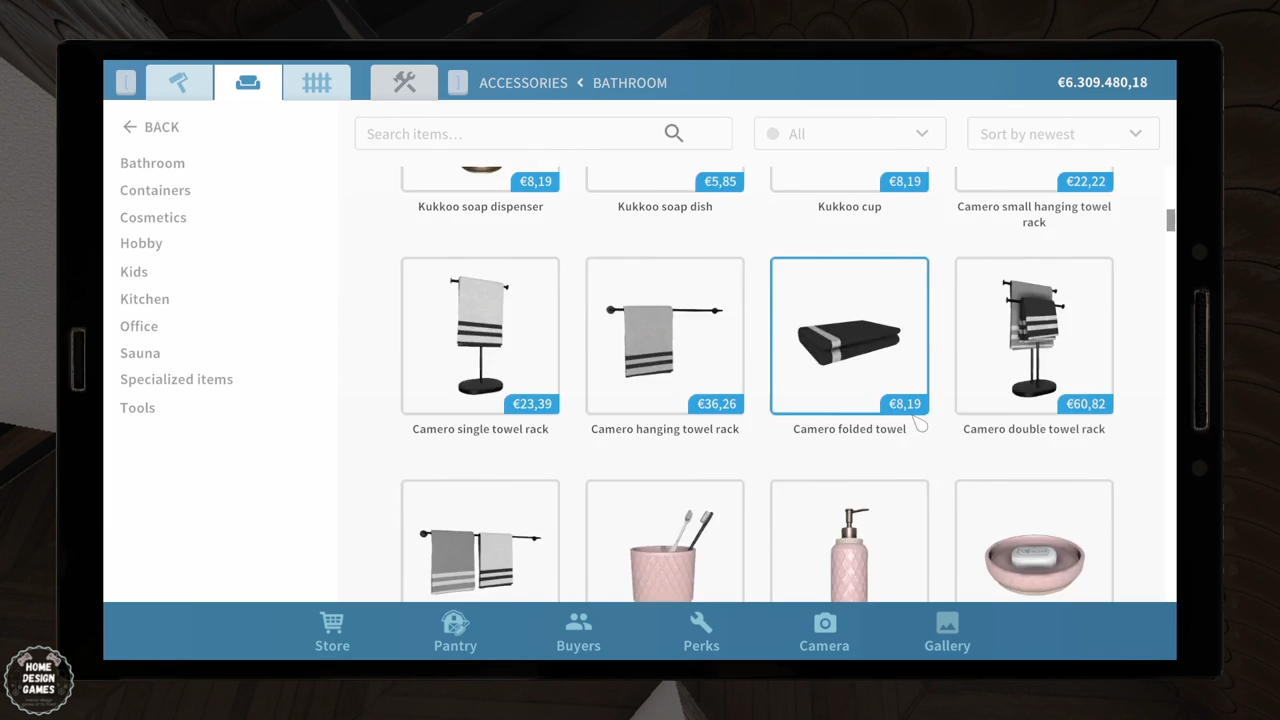 ACCESSORIES < BATHROOM
€6.309.480,18
BACK
Search items...
All
Sort by newest
Bathroom
Containers
Cosmetics
Hobby
Kids
Kitchen
Office
Sauna
Specialized items
Tools
€8,19
€5,85
€8,19
€22,22
Kukkoo soap dispenser
Kukkoo soap dish
Kukkoo cup
Camero small hanging towel
rack
€23,39
€36,26
€8,19
€60,82
Camero single towel rack
Camero hanging towel rack
Camero folded towel
Camero double towel rack
Store
Pantry
Buyers
Perks
Camera
Gallery
HOME
DESIGN
GAMES